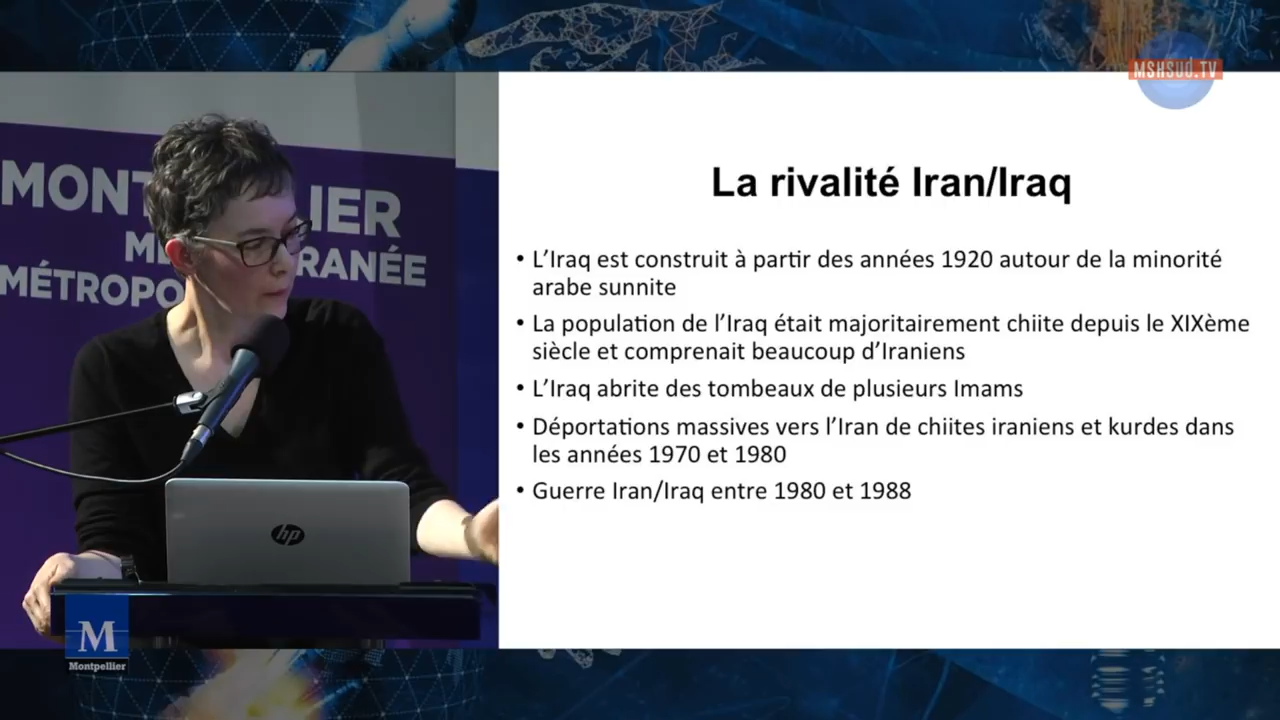 MSHSUD.TV
MONT IER
MÉ RANÉE
MÉTROPO
La rivalité Iran/Iraq
• L’Iraq est construit à partir des années 1920 autour de la minorité
arabe sunnite
• La population de l’Iraq était majoritairement chiite depuis le XIXème
siècle et comprenait beaucoup d’Iraniens
• L’Iraq abrite des tombeaux de plusieurs Imams
• Déportations massives vers l’Iran de chiites iraniens et kurdes dans
les années 1970 et 1980
• Guerre Iran/Iraq entre 1980 et 1988
hp
M
Montpellier